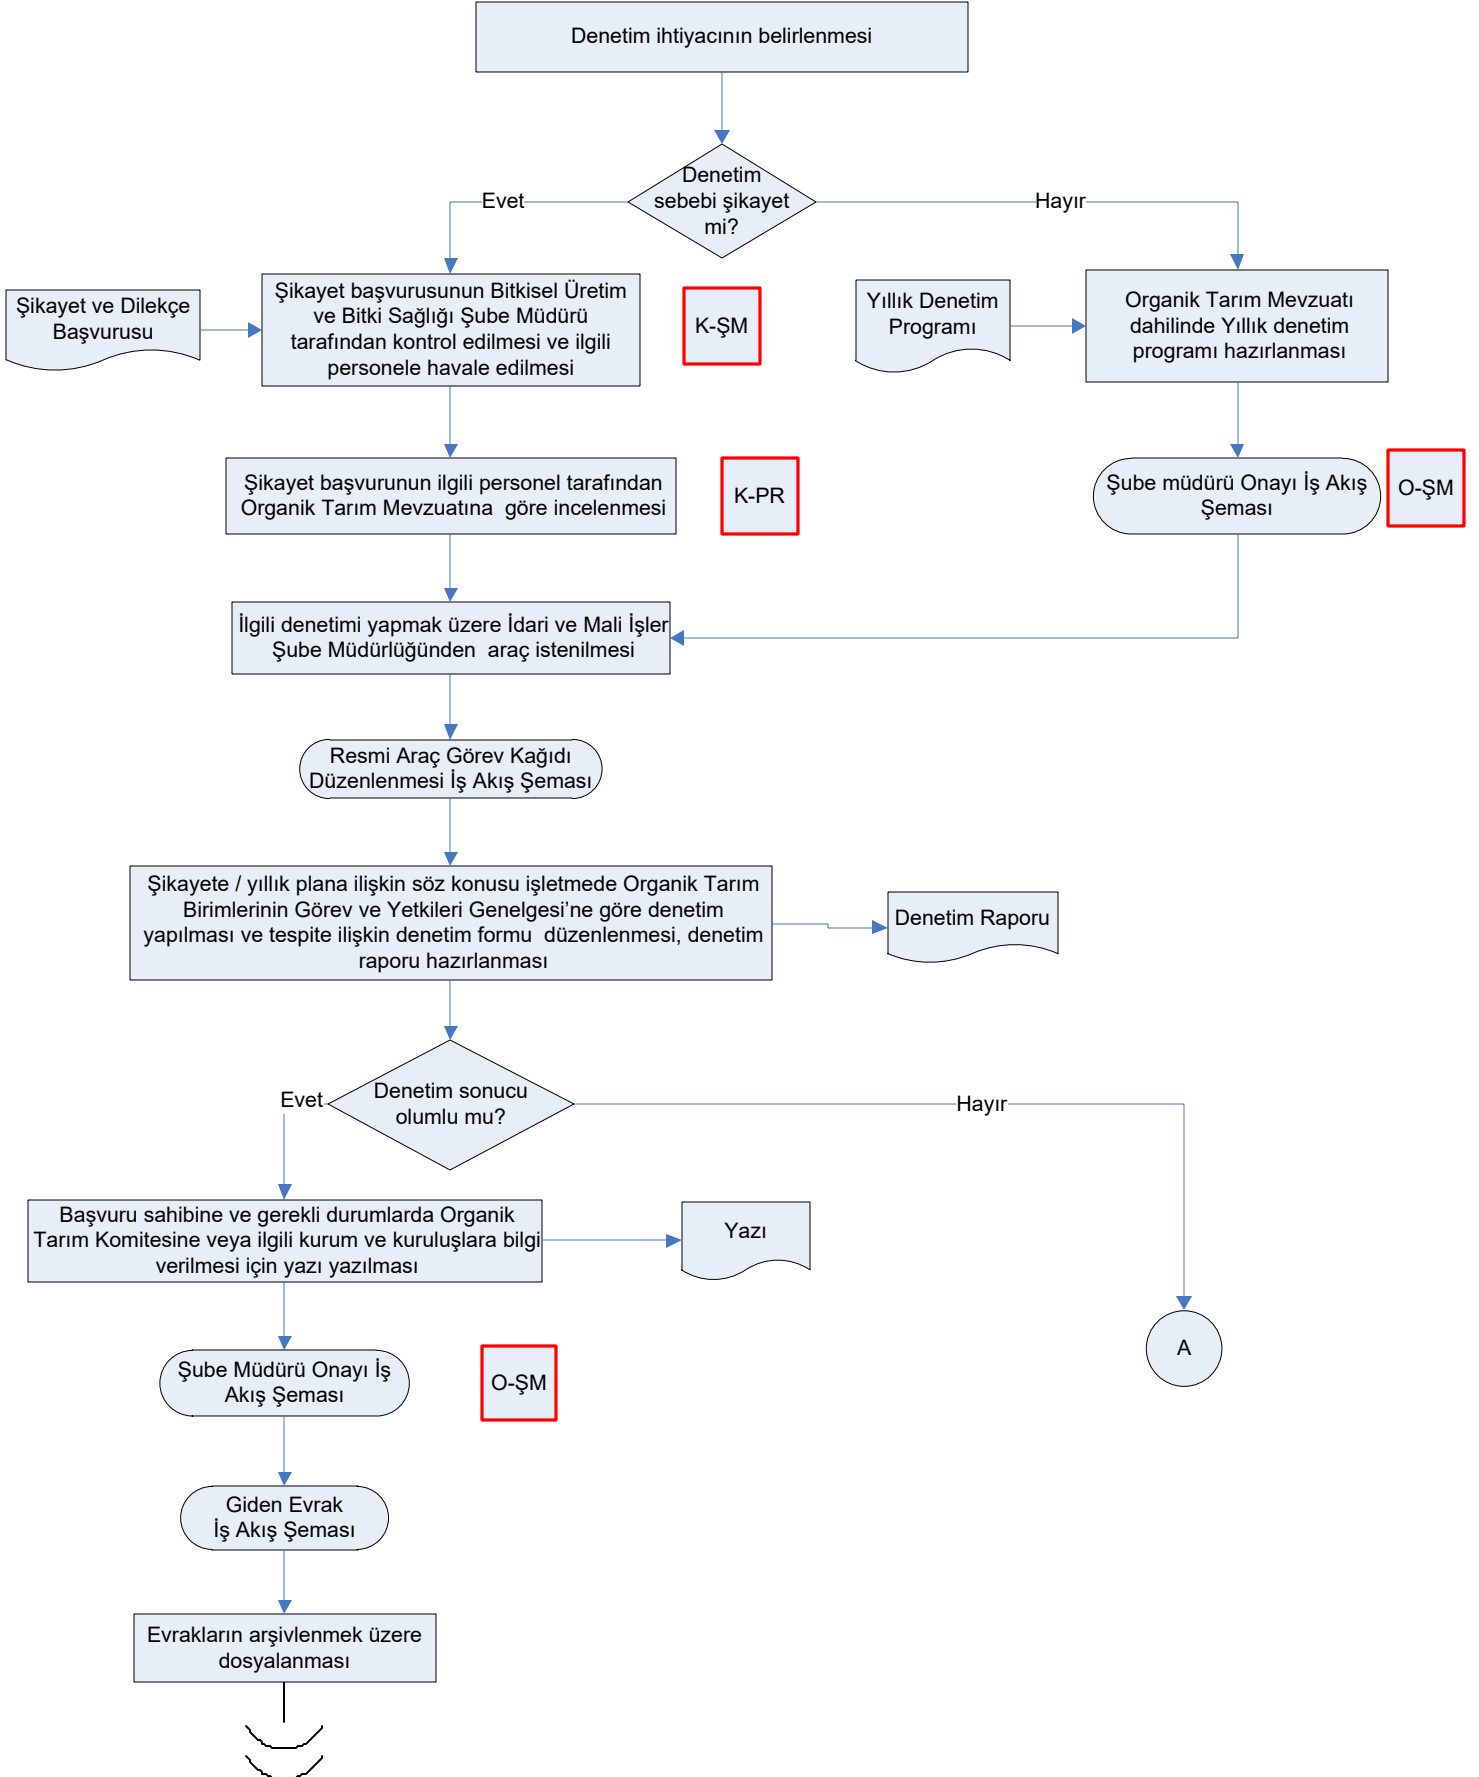 Denetim ihtiyacının belirlenmesi
Denetim
sebebi şikayet
mi?
Evet
Hayır
Şikayet ve Dilekçe
Başvurusu
Şikayet başvurusunun Bitkisel Üretim
ve Bitki Sağlığı Şube Müdürü
tarafından kontrol edilmesi ve ilgili
personele havale edilmesi
K-ŞM
Yıllık Denetim
Programı
Organik Tarım Mevzuatı
dahilinde Yıllık denetim
programı hazırlanması
Şikayet başvurunun ilgili personel tarafından
Organik Tarım Mevzuatına göre incelenmesi
K-PR
Şube müdürü Onayı İş Akış
Şeması
O-ŞM
İlgili denetimi yapmak üzere İdari ve Mali İşler
Şube Müdürlüğünden araç istenilmesi
Resmi Araç Görev Kağıdı
Düzenlenmesi İş Akış Şeması
Şikayete / yıllık plana ilişkin söz konusu işletmede Organik Tarım
Birimlerinin Görev ve Yetkileri Genelgesi’ne göre denetim
yapılması ve tespite ilişkin denetim formu düzenlenmesi, denetim
raporu hazırlanması
Denetim Raporu
Denetim sonucu
olumlu mu?
Evet
Hayır
Başvuru sahibine ve gerekli durumlarda Organik
Tarım Komitesine veya ilgili kurum ve kuruluşlara bilgi
verilmesi için yazı yazılması
Yazı
A
Şube Müdürü Onayı İş
Akış Şeması
O-ŞM
Giden Evrak
İş Akış Şeması
Evrakların arşivlenmek üzere
dosyalanması